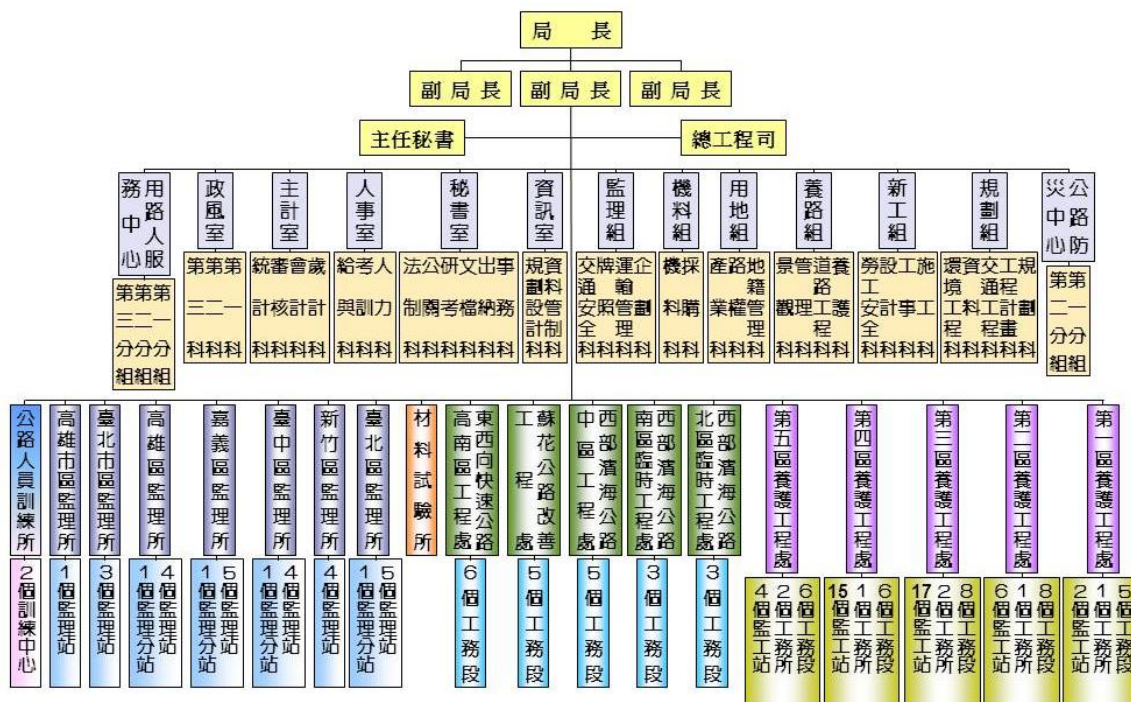 局長
副局長
副局長
副局長
主任秘書
總工程司
用路人服
務中心
政風室
主計室
人事室
秘書室
資訊室
監理組
機料組
用地組
養路組
新工組
規劃組
公路防
災中心
第一分組
第二分組
第三分組
第一科
第二科
第三科
歲計科
會計科
審核科
統計科
人力科
考訓科
給與科
事務科
出納科
文檔科
研考科
公關科
法制科
資料管制科
規劃設計科
企劃科
運輸管理科
牌照科
交通安全科
採購科
機料科
地籍管理科
路權科
產業科
養護科
道路工程科
管理科
景觀科
施工科
工事科
設計科
勞工安全科
規劃科
工程計畫科
交通工程科
資料科
環境工程科
第一分組
第二分組
公路人員訓練所
高雄市區監理所
臺北市區監理所
高雄區監理所
嘉義區監理所
臺中區監理所
新竹區監理所
臺北區監理所
材料試驗所
東西向快速公路
高南區工程處
蘇花公路改善
工程處
西部濱海公路
中區工程處
西部濱海公路
南區臨時工程處
西部濱海公路
北區臨時工程處
第五區養護工程處
第四區養護工程處
第三區養護工程處
第二區養護工程處
第一區養護工程處
2個訓練中心
1個監理站
3個監理站
4個監理站
1個監理分站
5個監理站
1個監理分站
4個監理站
1個監理分站
4個監理站
5個監理站
1個監理分站
6個工務段
5個工務段
5個工務段
3個工務段
3個工務段
6個工務段
2個工務所
4個監工站
6個工務段
1個工務所
15個監工站
8個工務段
2個工務所
17個監工站
8個工務段
1個工務所
6個監工站
5個工務段
1個工務所
2個監工站